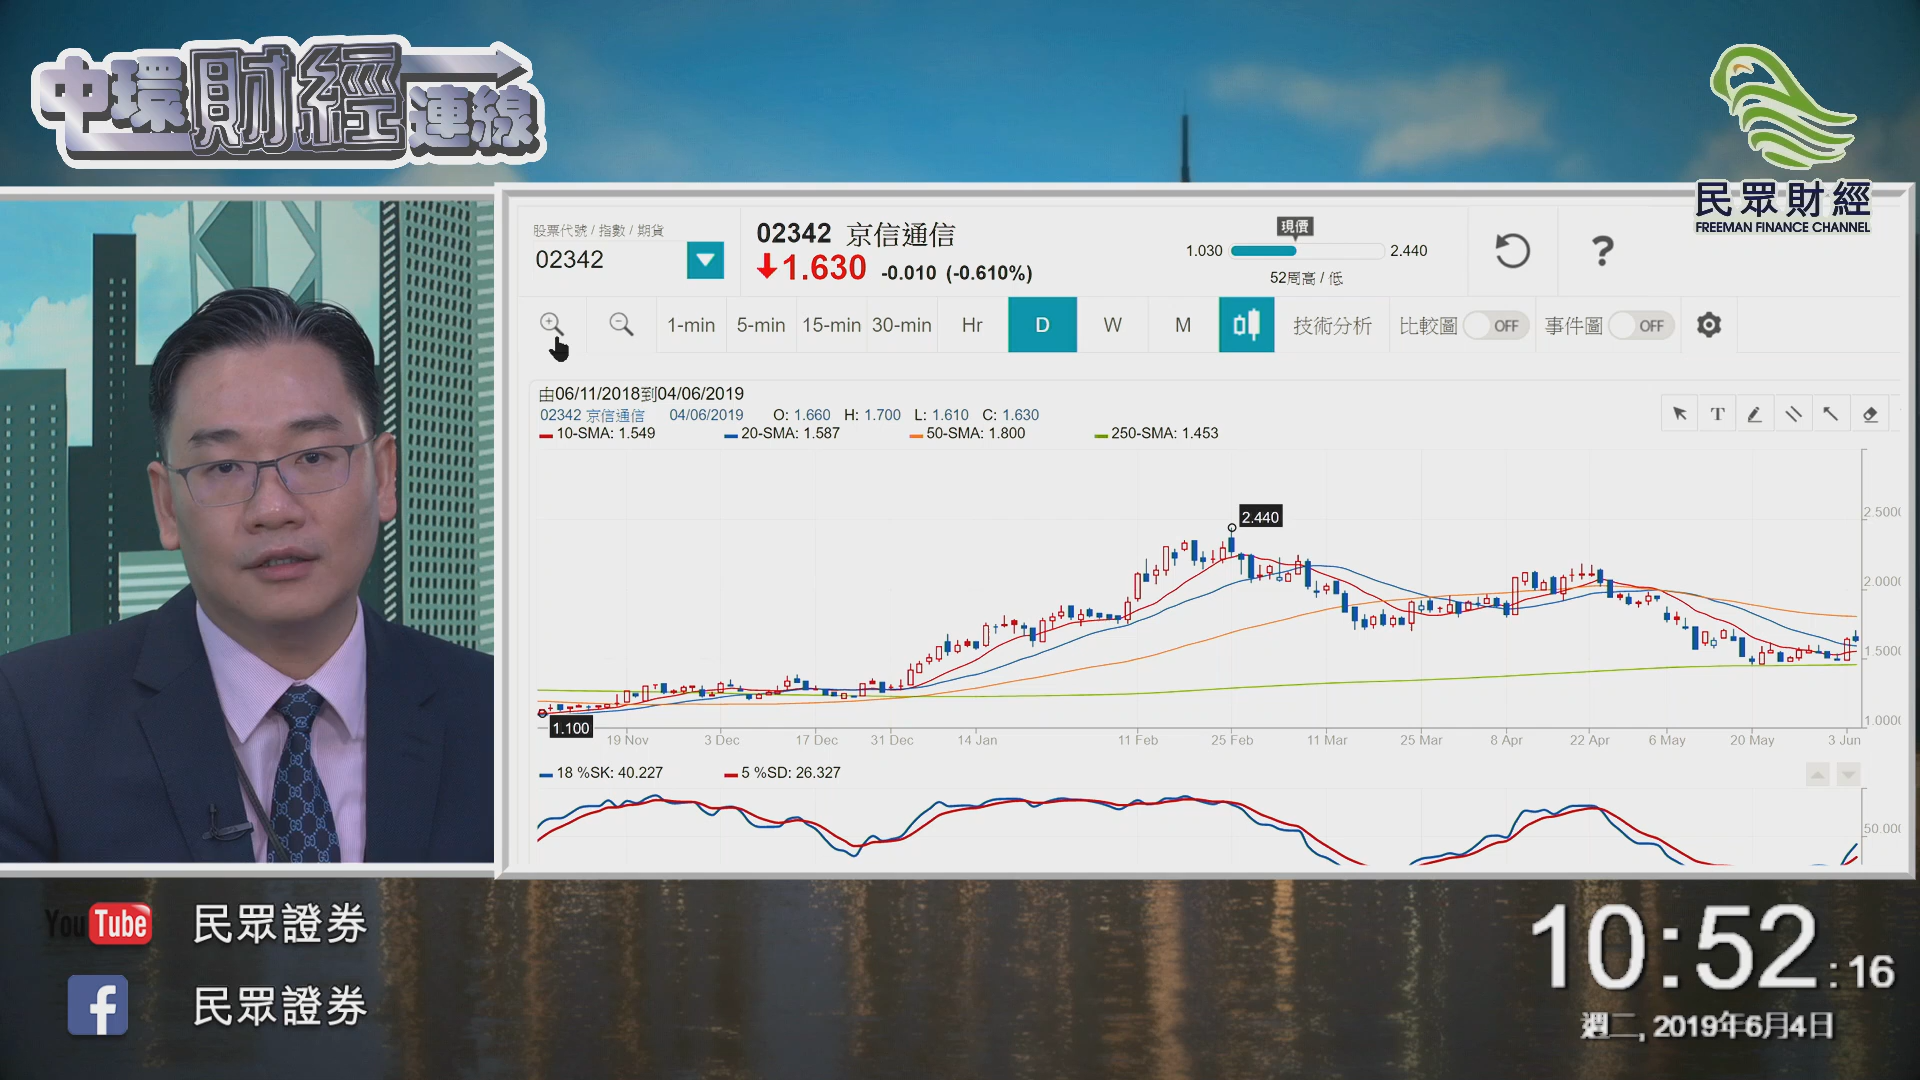 中環財經連線
民眾財經
FREEMAN FINANCE CHANNEL
股票代號 / 指數 / 期貨
02342
02342 京信通信
1.630 -0.010 (-0.610%)
現價
1.030 2.440
52周高 / 低
?
1-min 5-min 15-min 30-min Hr D W M 技術分析 比較圖 OFF 事件圖 OFF
由06/11/2018到04/06/2019
02342 京信通信 04/06/2019 O: 1.660 H: 1.700 L: 1.610 C: 1.630
10-SMA: 1.549 20-SMA: 1.587 50-SMA: 1.800 250-SMA: 1.453
T
2.440
2.5000
2.0000
1.5000
1.0000
1.100
19 Nov 3 Dec 17 Dec 31 Dec 14 Jan 11 Feb 25 Feb 11 Mar 25 Mar 8 Apr 22 Apr 6 May 20 May 3 Jun
18 %SK: 40.227 5 %SD: 26.327
50.000
YouTube 民眾證券
f 民眾證券
10:52:16
週二, 2019年6月4日